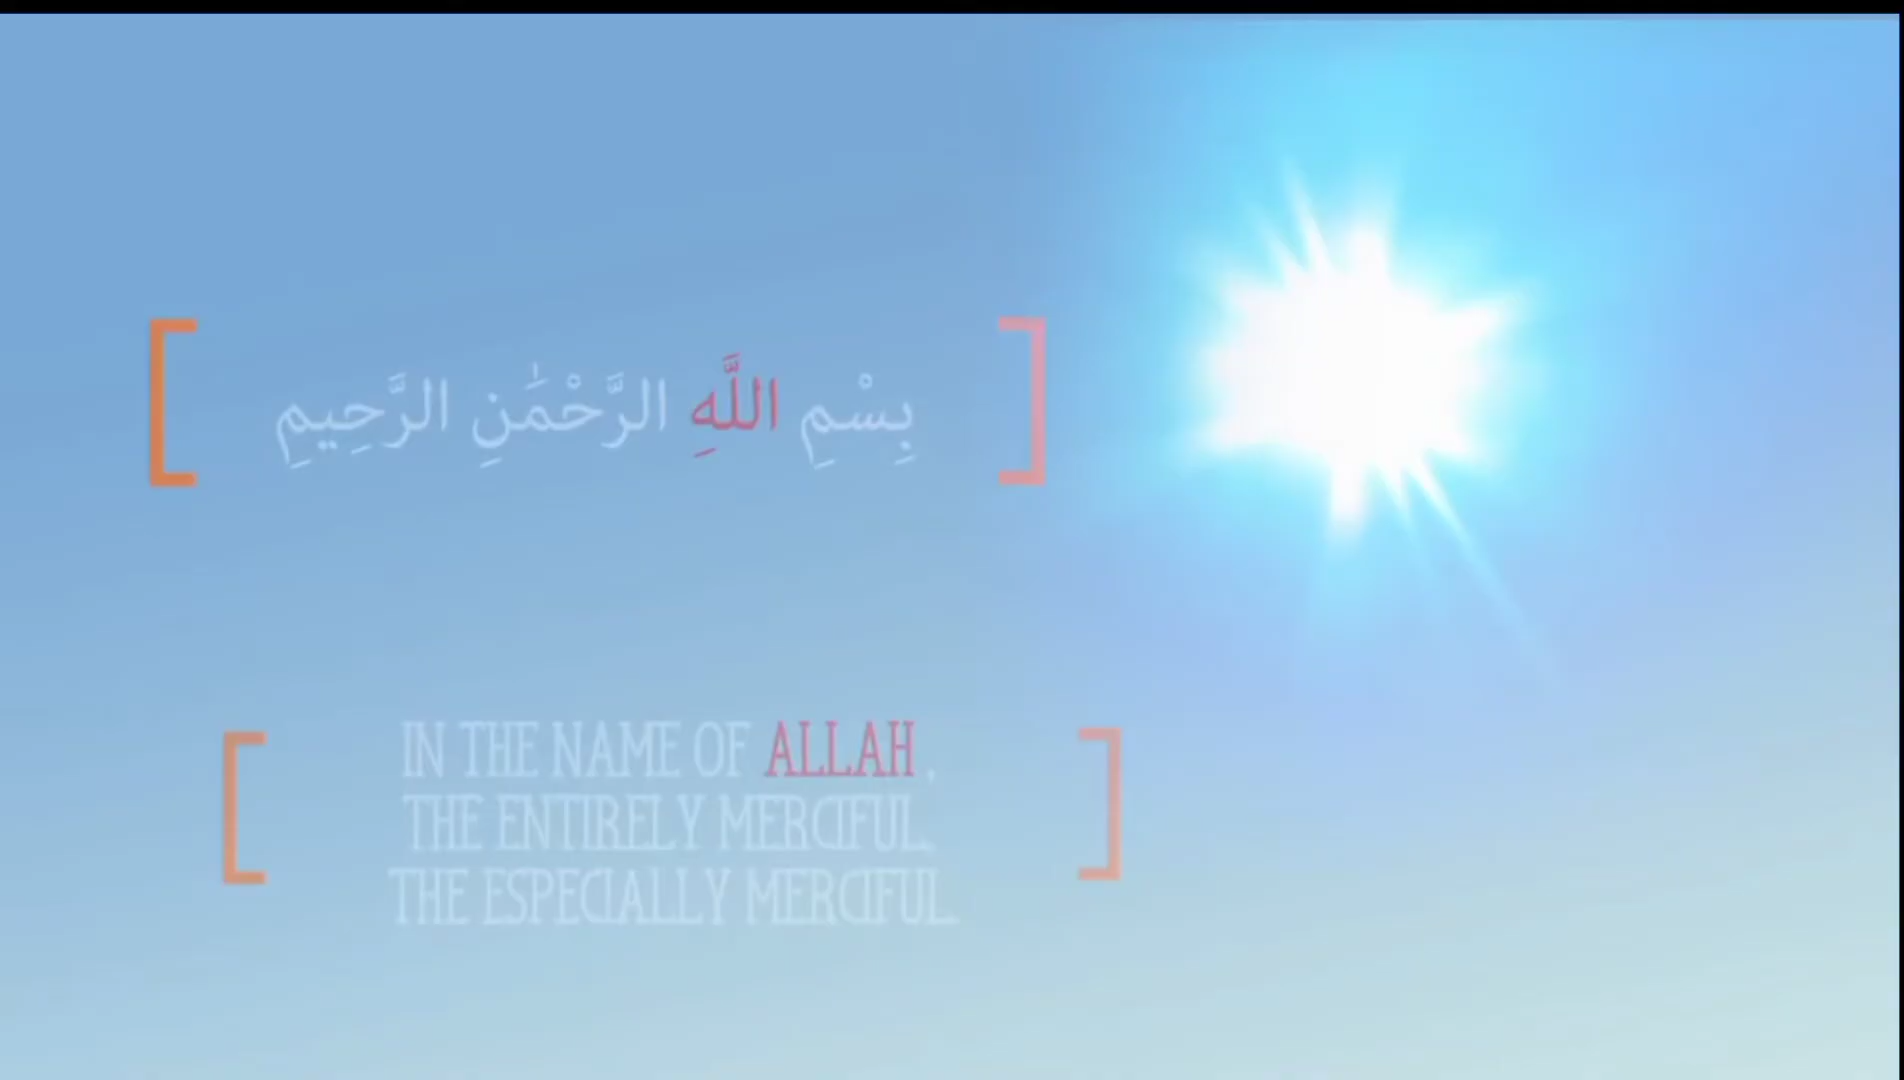 [ بِسْمِ اللَّهِ الرَّحْمَٰنِ الرَّحِيمِ ]
[ IN THE NAME OF ALLAH ,
THE ENTIRELY MERCIFUL,
THE ESPECIALLY MERCIFUL. ]